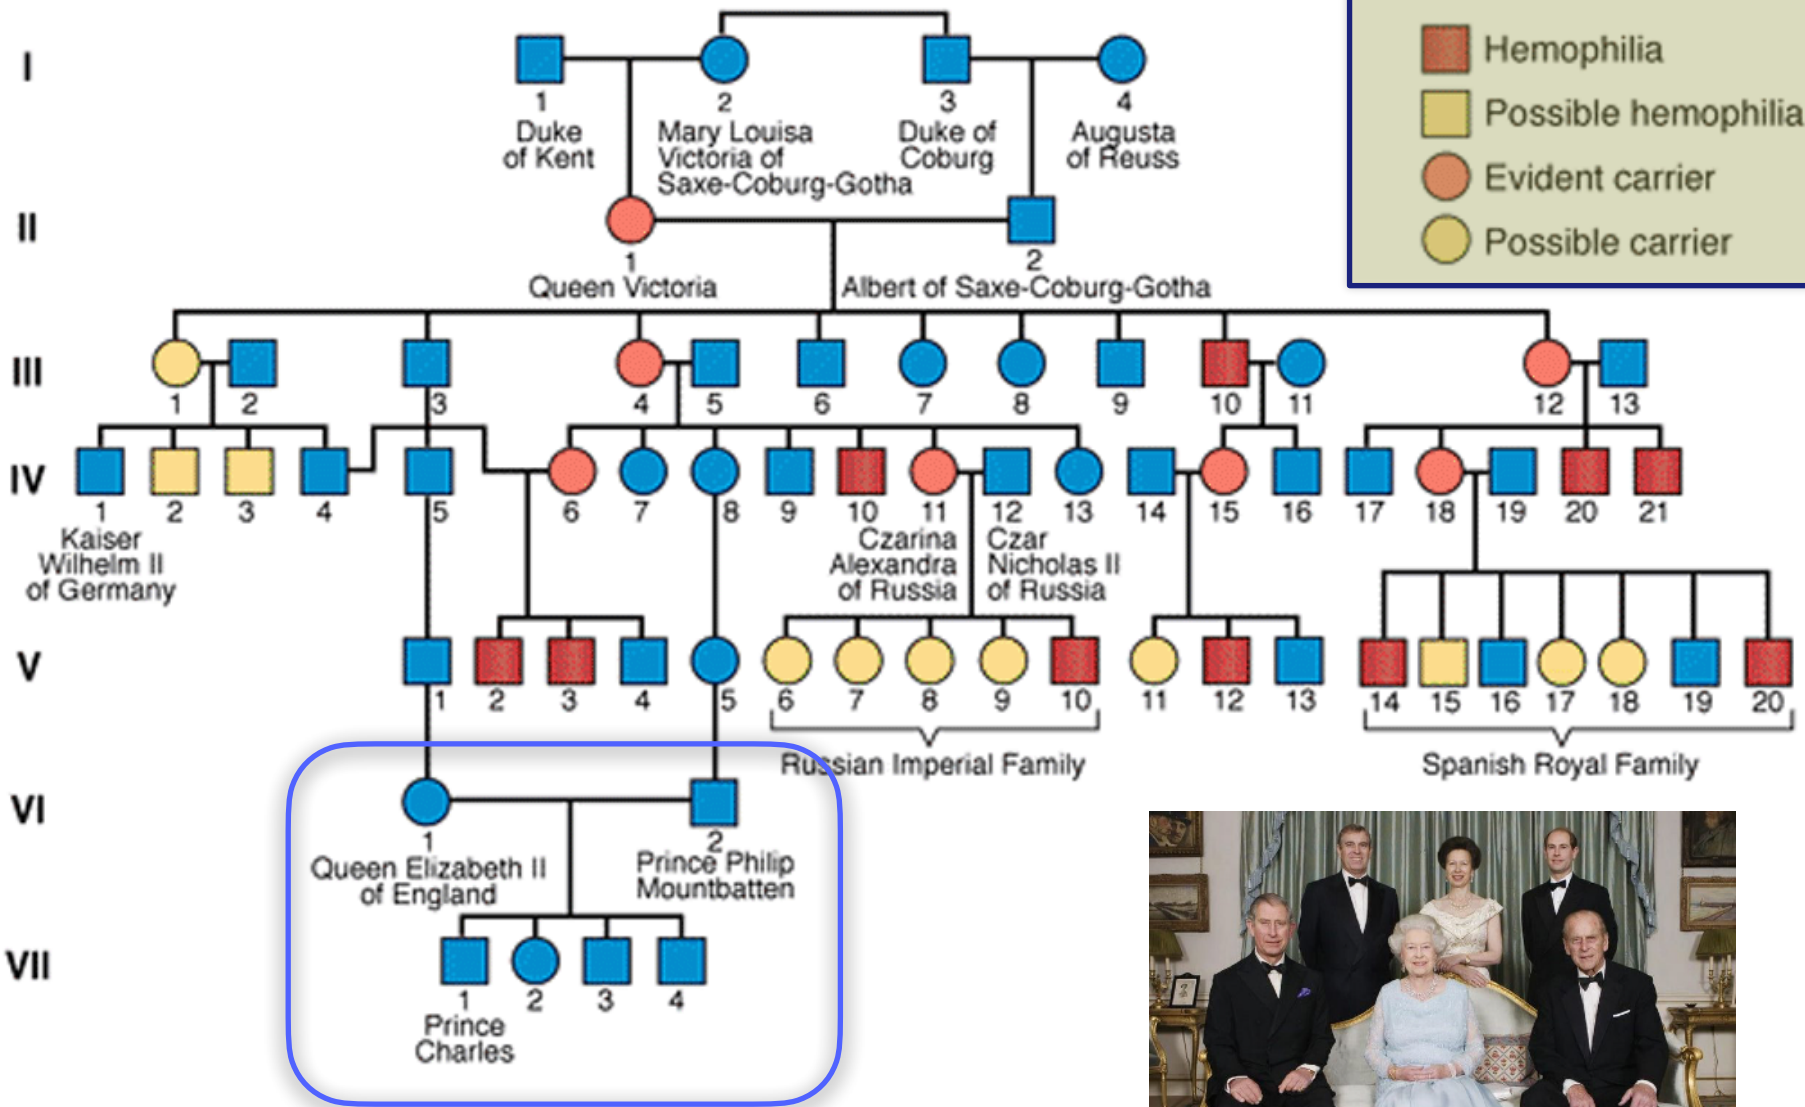 Hemophilia
Possible hemophilia
Evident carrier
Possible carrier
I
1 2 3 4
Duke
of Kent
Mary Louisa
Victoria of
Saxe-Coburg-Gotha
Duke of
Coburg
Augusta
of Reuss
II
1 2
Queen Victoria
Albert of Saxe-Coburg-Gotha
III
1 2 3 4 5 6 7 8 9 10 11 12 13
IV
1 2 3 4 5 6 7 8 9 10 11 12 13 14 15 16 17 18 19 20 21
Kaiser
Wilhelm II
of Germany
Czarina
Alexandra
of Russia
Czar
Nicholas II
of Russia
V
1 2 3 4 5 6 7 8 9 10 11 12 13 14 15 16 17 18 19 20
Russian Imperial Family
Spanish Royal Family
VI
1 2
Queen Elizabeth II
of England
Prince Philip
Mountbatten
VII
1 2 3 4
Prince
Charles